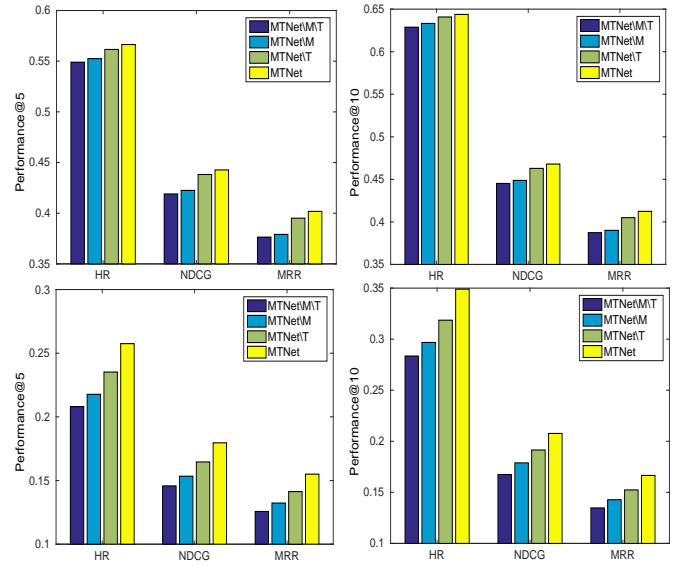 0.6
0.55
0.5
0.45
0.4
0.35
Performance@5
MTNet\M\T
MTNet\M
MTNet\T
MTNet
HR NDCG MRR
0.65
0.6
0.55
0.5
0.45
0.4
0.35
Performance@10
MTNet\M\T
MTNet\M
MTNet\T
MTNet
HR NDCG MRR
0.3
0.25
0.2
0.15
0.1
Performance@5
MTNet\M\T
MTNet\M
MTNet\T
MTNet
HR NDCG MRR
0.35
0.3
0.25
0.2
0.15
0.1
Performance@10
MTNet\M\T
MTNet\M
MTNet\T
MTNet
HR NDCG MRR